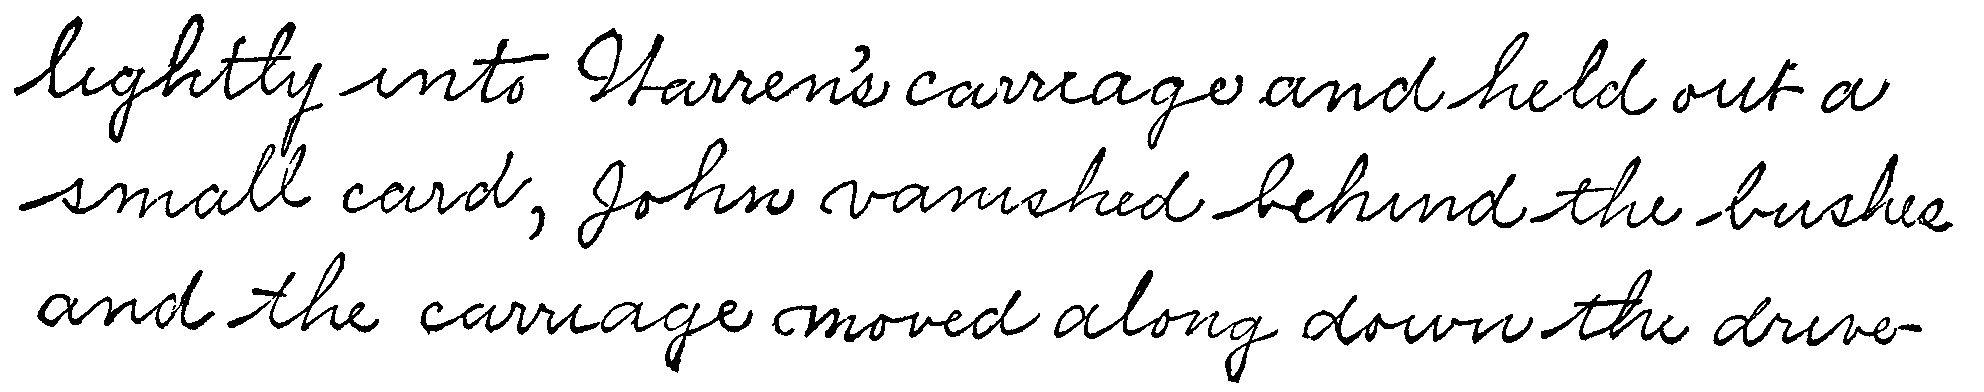 lightly into Warren's carriage and held out a
small card, John vanished behind the bushes
and the carriage moved along down the drive-